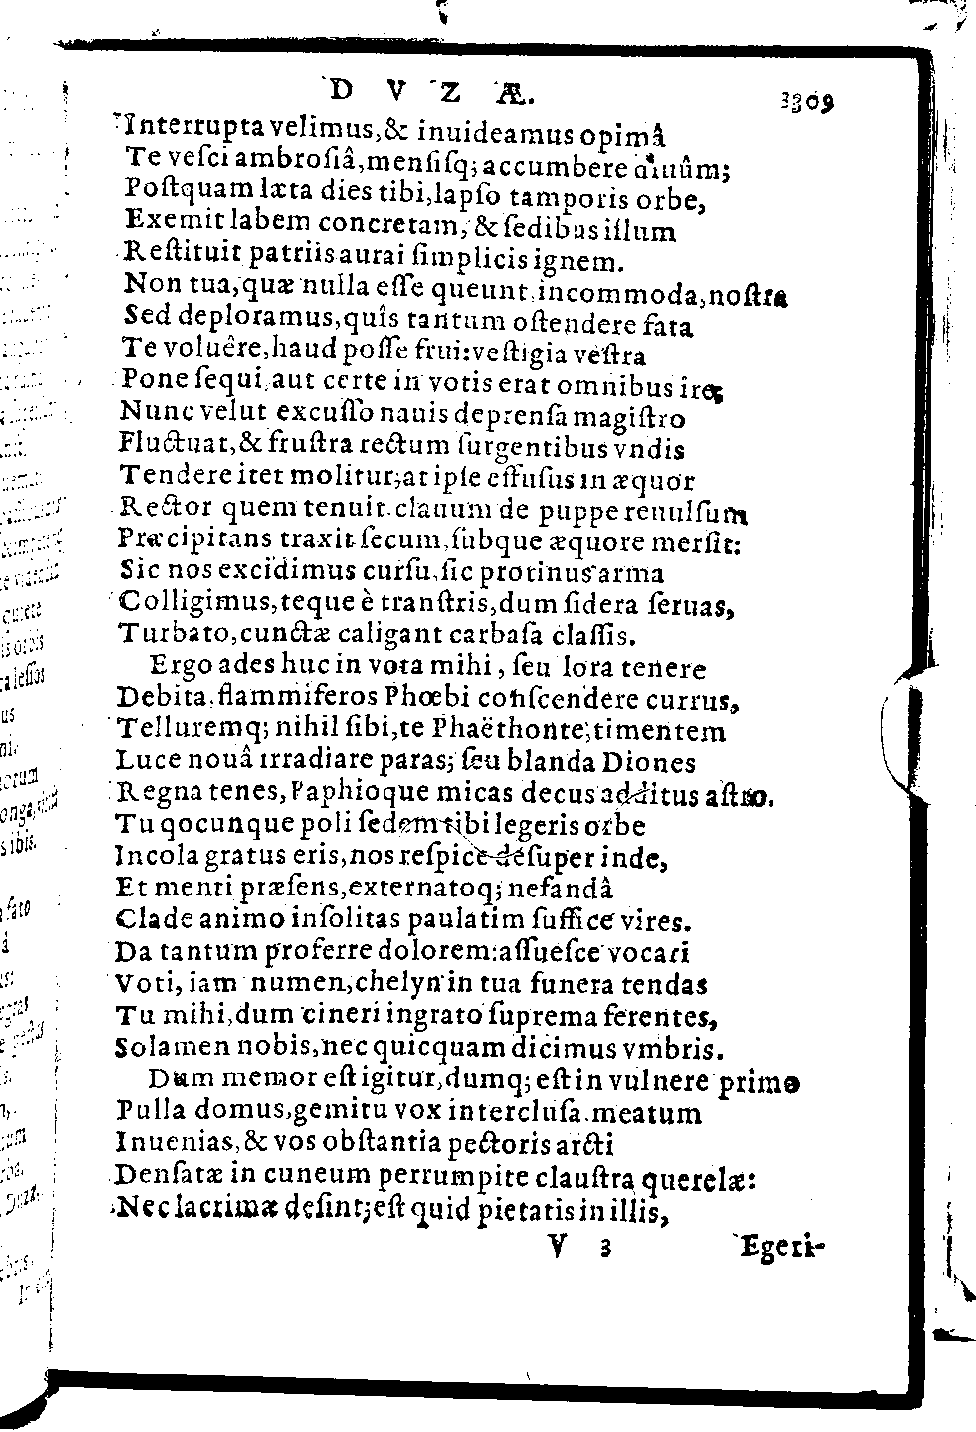 D V Z Æ.
3309
Interrupta velimus, & inuideamus opimâ
Te vesci ambrosiâ, mensisq; accumbere diuûm;
Postquam læta dies tibi, lapso tamporis orbe,
Exemit labem concretam, & sedibus illum
Restituit patriis aurai simplicis ignem.
Non tua, quæ nulla esse queunt incommoda, nostra
Sed deploramus, quîs tantum ostendere fata
Te voluêre, haud posse frui: vestigia vestra
Pone sequi aut certe in votis erat omnibus ire;
Nunc velut excusso nauis deprensa magistro
Fluctuat, & frustra rectum surgentibus vndis
Tendere iter molitur; at ipse effusus in æquor
Rector quem tenuit clauum de puppe reuulsum
Præcipitans traxit secum, subque æquore mersit:
Sic nos excidimus cursu, sic protinus arma
Colligimus, teque è transtris, dum sidera seruas,
Turbato, cunctæ caligant carbasa classis.
Ergo ades huc in vota mihi, seu lora tenere
Debita, flammiferos Phœbi conscendere currus,
Telluremq; nihil sibi, te Phaëthonte, timentem
Luce nouâ irradiare paras; seu blanda Diones
Regna tenes, Paphioque micas decus additus astro.
Tu qocunque poli sedem tibi legeris orbe
Incola gratus eris, nos respice desuper inde,
Et menti præsens, externatoq; nefandâ
Clade animo insolitas paulatim suffice vires.
Da tantum proferre dolorem: assuesce vocari
Voti, iam numen, chelyn in tua funera tendas
Tu mihi, dum cineri ingrato suprema ferentes,
Solamen nobis, nec quicquam dicimus vmbris.
Dum memor est igitur, dumq; est in vulnere primo
Pulla domus, gemitu vox interclusa meatum
Inuenias, & vos obstantia pectoris arcti
Densatæ in cuneum perrumpite claustra querelæ:
Nec lacrimæ desint; est quid pietatis in illis,
V 3 Egeri-